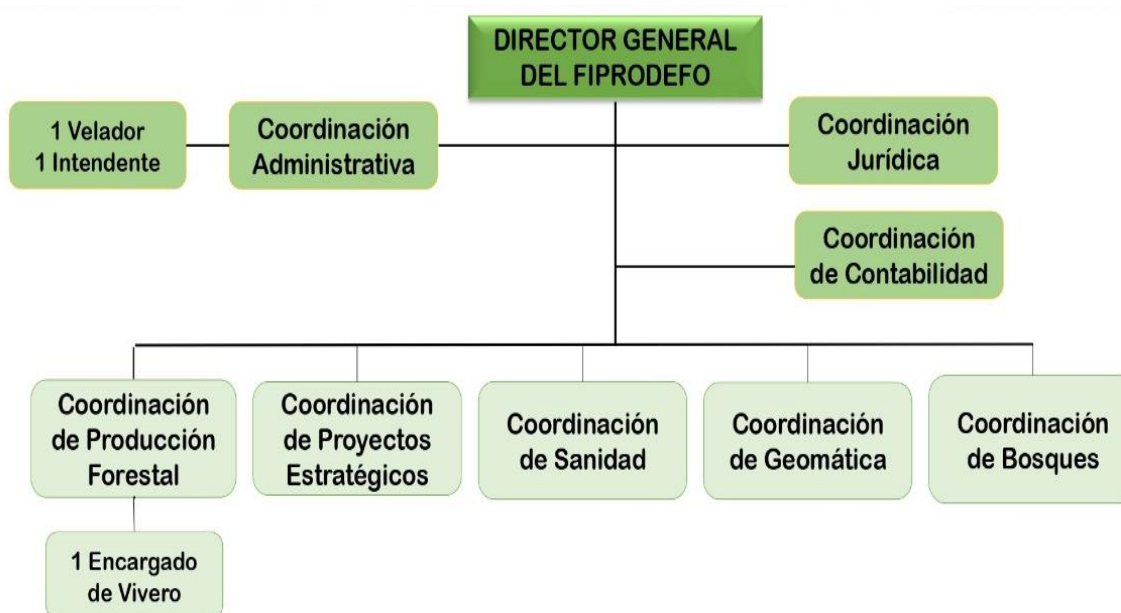 DIRECTOR GENERAL
DEL FIPRODEFO
1 Velador
1 Intendente
Coordinación
Administrativa
Coordinación
Jurídica
Coordinación
de Contabilidad
Coordinación
de Producción
Forestal
Coordinación
de Proyectos
Estratégicos
Coordinación
de Sanidad
Coordinación
de Geomática
Coordinación
de Bosques
1 Encargado
de Vivero